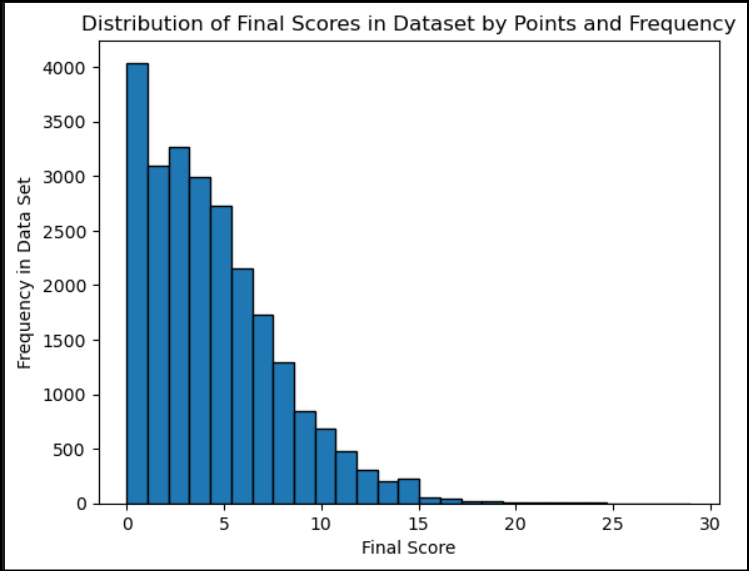 Distribution of Final Scores in Dataset by Points and Frequency
4000
3500
3000
2500
2000
1500
1000
500
0
Frequency in Data Set
0 5 10 15 20 25 30
Final Score